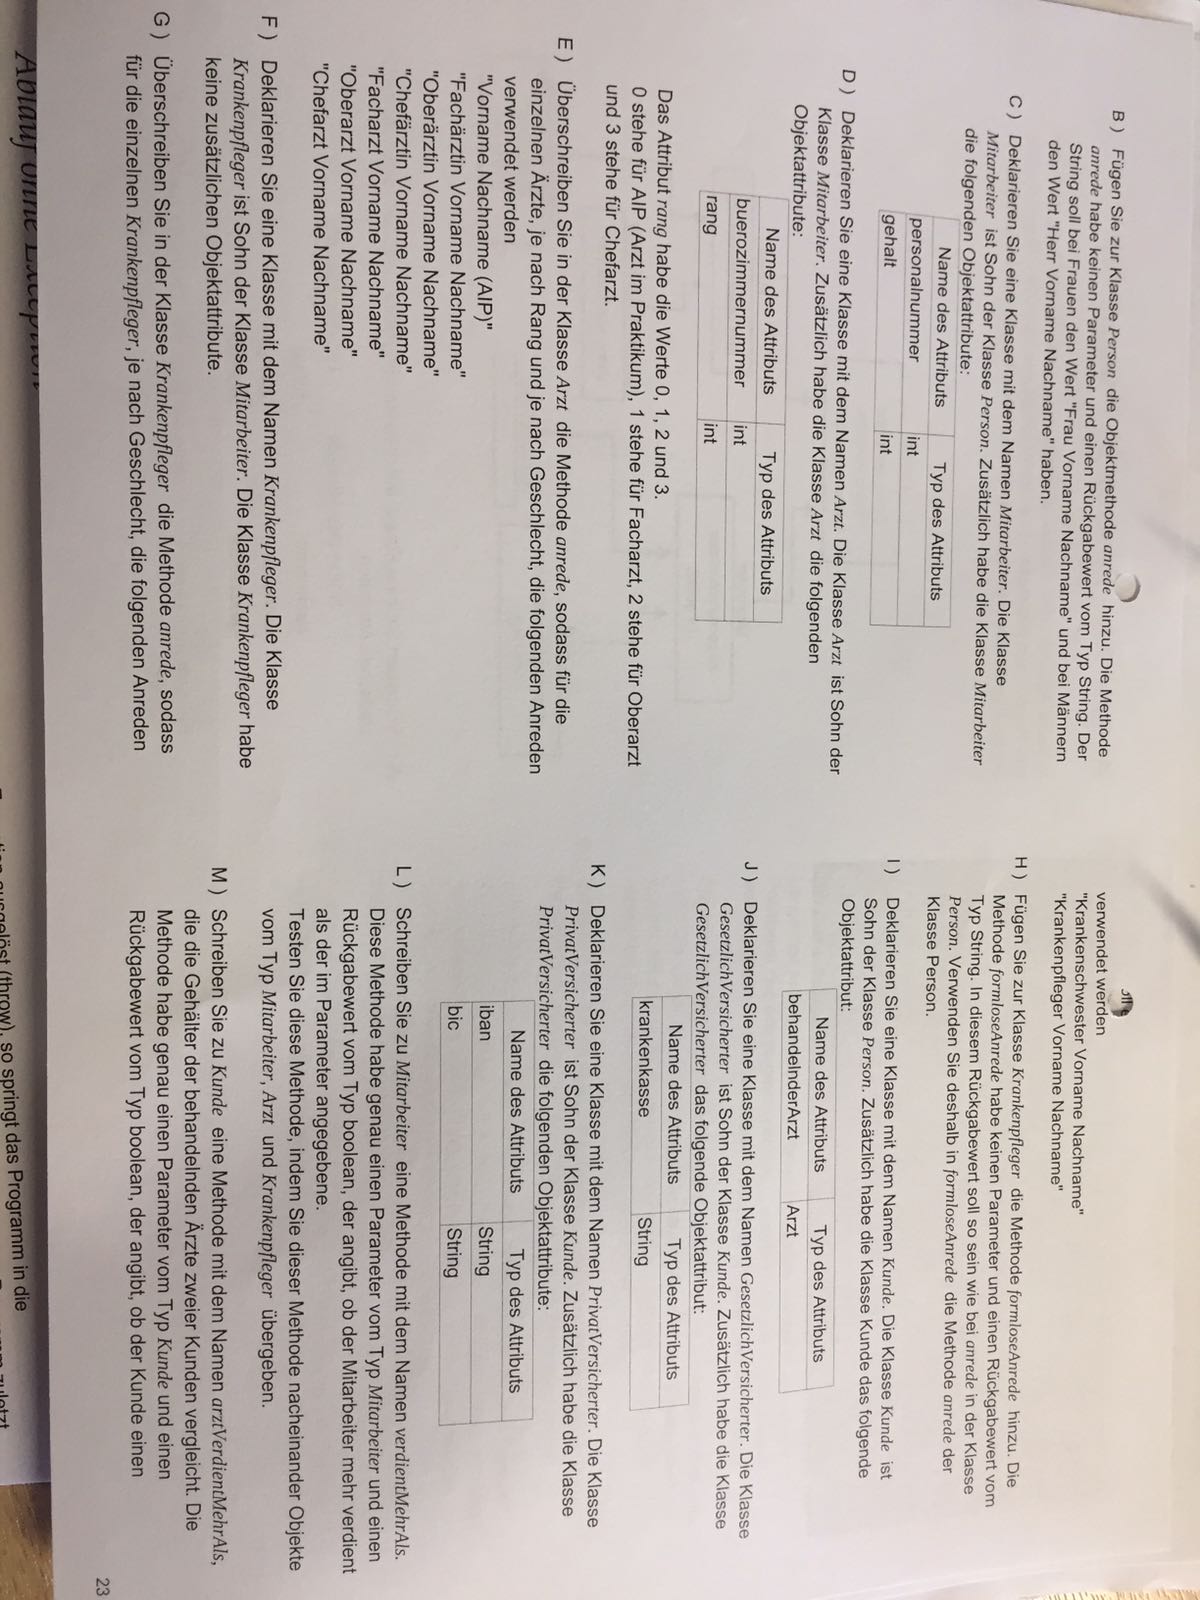 B ) Fügen Sie zur Klasse Person die Objektmethode anrede hinzu. Die Methode
anrede habe keinen Parameter und einen Rückgabewert vom Typ String. Der
String soll bei Frauen den Wert "Frau Vorname Nachname" und bei Männern
den Wert "Herr Vorname Nachname" haben.
C ) Deklarieren Sie eine Klasse mit dem Namen Mitarbeiter. Die Klasse
Mitarbeiter ist Sohn der Klasse Person. Zusätzlich habe die Klasse Mitarbeiter
die folgenden Objektattribute:
Name des Attributs Typ des Attributs
personalnummer int
gehalt int
D ) Deklarieren Sie eine Klasse mit dem Namen Arzt. Die Klasse Arzt ist Sohn der
Klasse Mitarbeiter. Zusätzlich habe die Klasse Arzt die folgenden
Objektattribute:
Name des Attributs Typ des Attributs
buerozimmernummer int
rang int
Das Attribut rang habe die Werte 0, 1, 2 und 3.
0 stehe für AIP (Arzt im Praktikum), 1 stehe für Facharzt, 2 stehe für Oberarzt
und 3 stehe für Chefarzt.
E ) Überschreiben Sie in der Klasse Arzt die Methode anrede, sodass für die
einzelnen Ärzte, je nach Rang und je nach Geschlecht, die folgenden Anreden
verwendet werden
"Vorname Nachname (AIP)"
"Fachärztin Vorname Nachname"
"Oberärztin Vorname Nachname"
"Chefärztin Vorname Nachname"
"Facharzt Vorname Nachname"
"Oberarzt Vorname Nachname"
"Chefarzt Vorname Nachname"
F ) Deklarieren Sie eine Klasse mit dem Namen Krankenpfleger. Die Klasse
Krankenpfleger ist Sohn der Klasse Mitarbeiter. Die Klasse Krankenpfleger habe
keine zusätzlichen Objektattribute.
G ) Überschreiben Sie in der Klasse Krankenpfleger die Methode anrede, sodass
für die einzelnen Krankenpfleger, je nach Geschlecht, die folgenden Anreden
verwendet werden
"Krankenschwester Vorname Nachname"
"Krankenpfleger Vorname Nachname"
H ) Fügen Sie zur Klasse Krankenpfleger die Methode formloseAnrede hinzu. Die
Methode formloseAnrede habe keinen Parameter und einen Rückgabewert vom
Typ String. In diesem Rückgabewert soll so sein wie bei anrede in der Klasse
Person. Verwenden Sie deshalb in formloseAnrede die Methode anrede der
Klasse Person.
I ) Deklarieren Sie eine Klasse mit dem Namen Kunde. Die Klasse Kunde ist
Sohn der Klasse Person. Zusätzlich habe die Klasse Kunde das folgende
Objektattribut:
Name des Attributs Typ des Attributs
behandelnderArzt Arzt
J ) Deklarieren Sie eine Klasse mit dem Namen GesetzlichVersicherter. Die Klasse
GesetzlichVersicherter ist Sohn der Klasse Kunde. Zusätzlich habe die Klasse
GesetzlichVersicherter das folgende Objektattribut:
Name des Attributs Typ des Attributs
krankenkasse String
K ) Deklarieren Sie eine Klasse mit dem Namen PrivatVersicherter. Die Klasse
PrivatVersicherter ist Sohn der Klasse Kunde. Zusätzlich habe die Klasse
PrivatVersicherter die folgenden Objektattribute:
Name des Attributs Typ des Attributs
iban String
bic String
L ) Schreiben Sie zu Mitarbeiter eine Methode mit dem Namen verdientMehrAls.
Diese Methode habe genau einen Parameter vom Typ Mitarbeiter und einen
Rückgabewert vom Typ boolean, der angibt, ob der Mitarbeiter mehr verdient
als der im Parameter angegebene.
Testen Sie diese Methode, indem Sie dieser Methode nacheinander Objekte
vom Typ Mitarbeiter, Arzt und Krankenpfleger übergeben.
M ) Schreiben Sie zu Kunde eine Methode mit dem Namen arztVerdientMehrAls,
die die Gehälter der behandelnden Ärzte zweier Kunden vergleicht. Die
Methode habe genau einen Parameter vom Typ Kunde und einen
Rückgabewert vom Typ boolean, der angibt, ob der Kunde einen
23
Ablauf ohne Exception
ausgelöst (throw), so springt das Programm in die
zuletzt